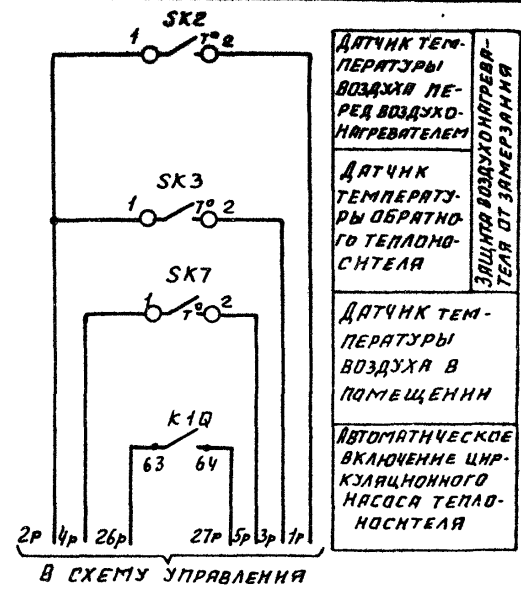 SK2
1 T° 2
SK3
1 T° 2
SK7
1 T° 2
K1Q
63 64
2р 4р 26р 27р 5р 3р 1р
В СХЕМУ УПРАВЛЕНИЯ
ДАТЧИК ТЕМ-
ПЕРАТУРЫ
ВОЗДУХА ПЕ-
РЕД ВОЗДУХО-
НАГРЕВАТЕЛЕМ
ДАТЧИК
ТЕМПЕРАТУ-
РЫ ОБРАТНО-
ГО ТЕПЛОНО-
СИТЕЛЯ
ЗАЩИТА ВОЗДУХОНАГРЕВА-
ТЕЛЯ ОТ ЗАМЕРЗАНИЯ
ДАТЧИК ТЕМ-
ПЕРАТУРЫ
ВОЗДУХА В
ПОМЕЩЕНИИ
АВТОМАТИЧЕСКОЕ
ВКЛЮЧЕНИЕ ЦИР-
КУЛЯЦИОННОГО
НАСОСА ТЕПЛО-
НОСИТЕЛЯ